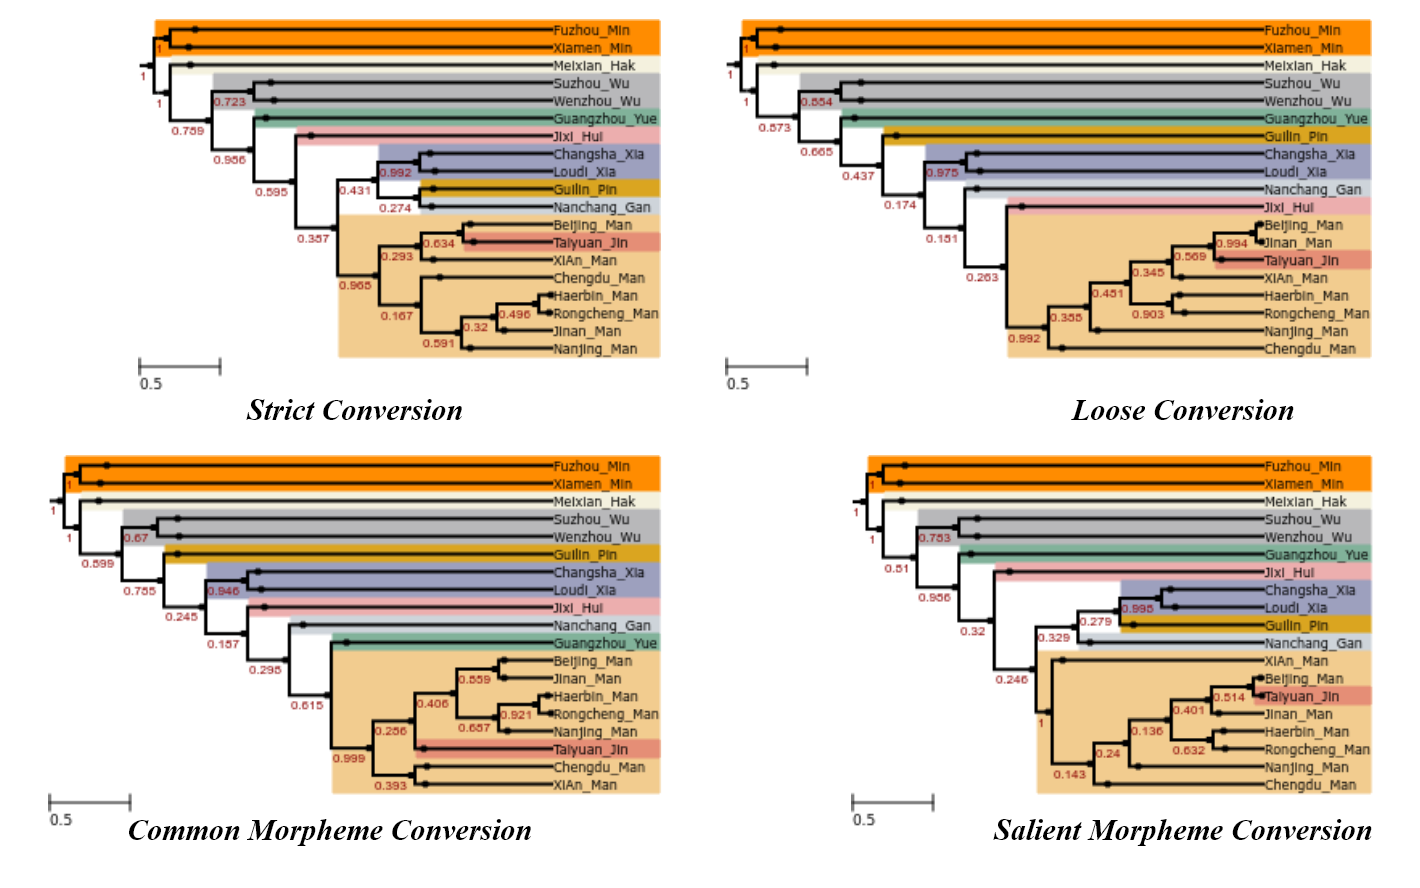 Fuzhou_Min
1
Xiamen_Min
1
Meixian_Hak
1
Suzhou_Wu
0.723
Wenzhou_Wu
0.789
Guangzhou_Yue
Jixi_Hui
0.986
Changsha_Xia
0.992
Loudi_Xia
0.595
0.431
Guilin_Pin
0.274
Nanchang_Gan
Beijing_Man
0.357
0.634
Taiyuan_Jin
0.293
XiAn_Man
0.965
Chengdu_Man
Haerbin_Man
0.167
0.496
Rongcheng_Man
0.32
Jinan_Man
0.591
Nanjing_Man
0.5
Strict Conversion
Fuzhou_Min
1
Xiamen_Min
1
Meixian_Hak
1
Suzhou_Wu
0.854
Wenzhou_Wu
0.873
Guangzhou_Yue
Guilin_Pin
0.665
Changsha_Xia
0.975
Loudi_Xia
0.437
Nanchang_Gan
0.174
Jixi_Hui
0.151
Beijing_Man
0.994
Jinan_Man
0.569
Taiyuan_Jin
0.263
0.345
XiAn_Man
0.451
Haerbin_Man
0.903
Rongcheng_Man
0.385
Nanjing_Man
0.992
Chengdu_Man
0.5
Loose Conversion
Fuzhou_Min
1
Xiamen_Min
1
Meixian_Hak
1
Suzhou_Wu
0.67
Wenzhou_Wu
0.899
Guilin_Pin
Changsha_Xia
0.755
0.946
Loudi_Xia
Jixi_Hui
0.245
Nanchang_Gan
0.157
Guangzhou_Yue
0.295
Beijing_Man
0.559
Jinan_Man
0.615
0.406
Haerbin_Man
0.921
Rongcheng_Man
0.657
0.256
Nanjing_Man
Taiyuan_Jin
0.999
Chengdu_Man
0.393
XiAn_Man
0.5
Common Morpheme Conversion
Fuzhou_Min
1
Xiamen_Min
1
Meixian_Hak
1
Suzhou_Wu
0.783
Wenzhou_Wu
0.81
Guangzhou_Yue
Jixi_Hui
0.986
Changsha_Xia
0.998
Loudi_Xia
0.279
Guilin_Pin
0.32
0.329
Nanchang_Gan
XiAn_Man
0.246
Beijing_Man
0.514
Taiyuan_Jin
0.401
Jinan_Man
1
0.136
Haerbin_Man
0.632
Rongcheng_Man
0.24
Nanjing_Man
0.143
Chengdu_Man
0.5
Salient Morpheme Conversion